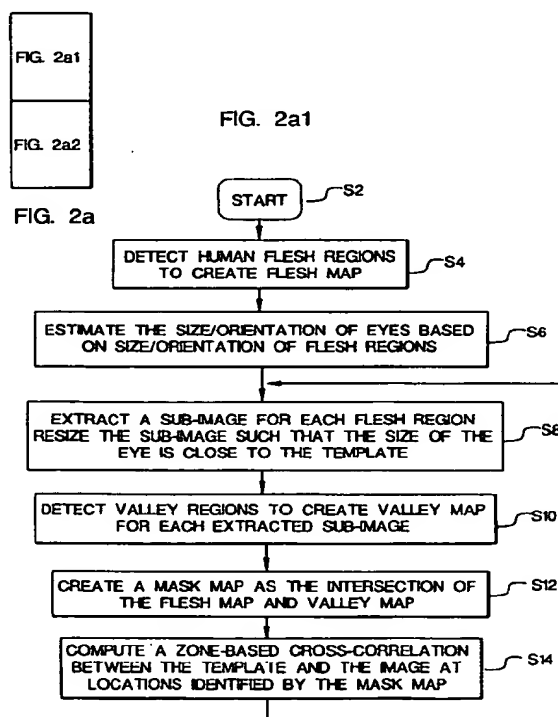 FIG. 2a1
FIG. 2a2
FIG. 2a
FIG. 2a1
START
S2
DETECT HUMAN FLESH REGIONS
TO CREATE FLESH MAP
S4
ESTIMATE THE SIZE/ORIENTATION OF EYES BASED
ON SIZE/ORIENTATION OF FLESH REGIONS
S6
EXTRACT A SUB-IMAGE FOR EACH FLESH REGION
RESIZE THE SUB-IMAGE SUCH THAT THE SIZE OF THE
EYE IS CLOSE TO THE TEMPLATE
S8
DETECT VALLEY REGIONS TO CREATE VALLEY MAP
FOR EACH EXTRACTED SUB-IMAGE
S10
CREATE A MASK MAP AS THE INTERSECTION OF
THE FLESH MAP AND VALLEY MAP
S12
COMPUTE A ZONE-BASED CROSS-CORRELATION
BETWEEN THE TEMPLATE AND THE IMAGE AT
LOCATIONS IDENTIFIED BY THE MASK MAP
S14